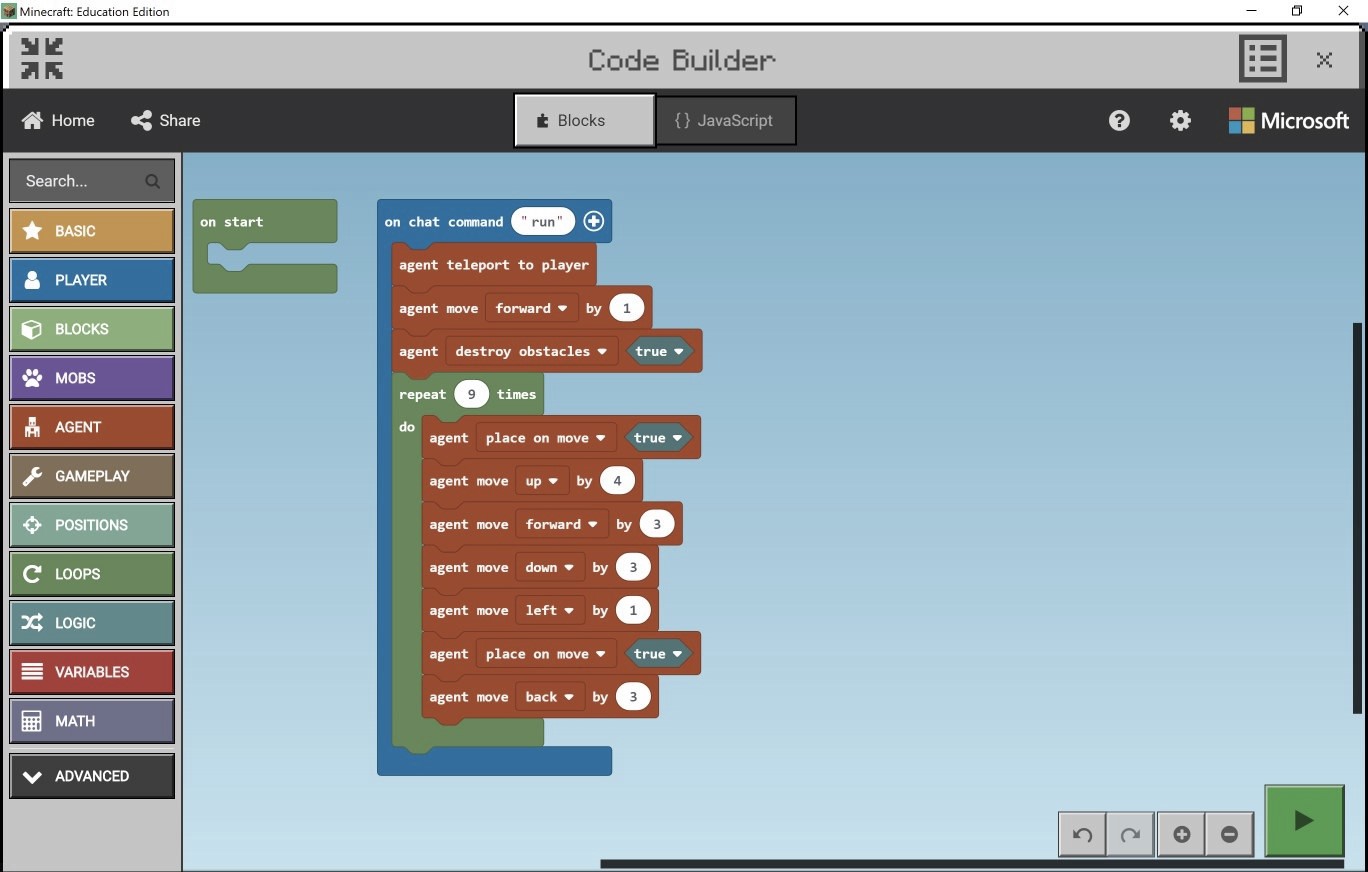 Minecraft: Education Edition
Code Builder
Home Share Blocks {} JavaScript ? Microsoft
Search...
BASIC
PLAYER
BLOCKS
MOBS
AGENT
GAMEPLAY
POSITIONS
LOOPS
LOGIC
VARIABLES
MATH
ADVANCED
on start
on chat command "run"
agent teleport to player
agent move forward by 1
agent destroy obstacles true
repeat 9 times
do
agent place on move true
agent move up by 4
agent move forward by 3
agent move down by 3
agent move left by 1
agent place on move true
agent move back by 3